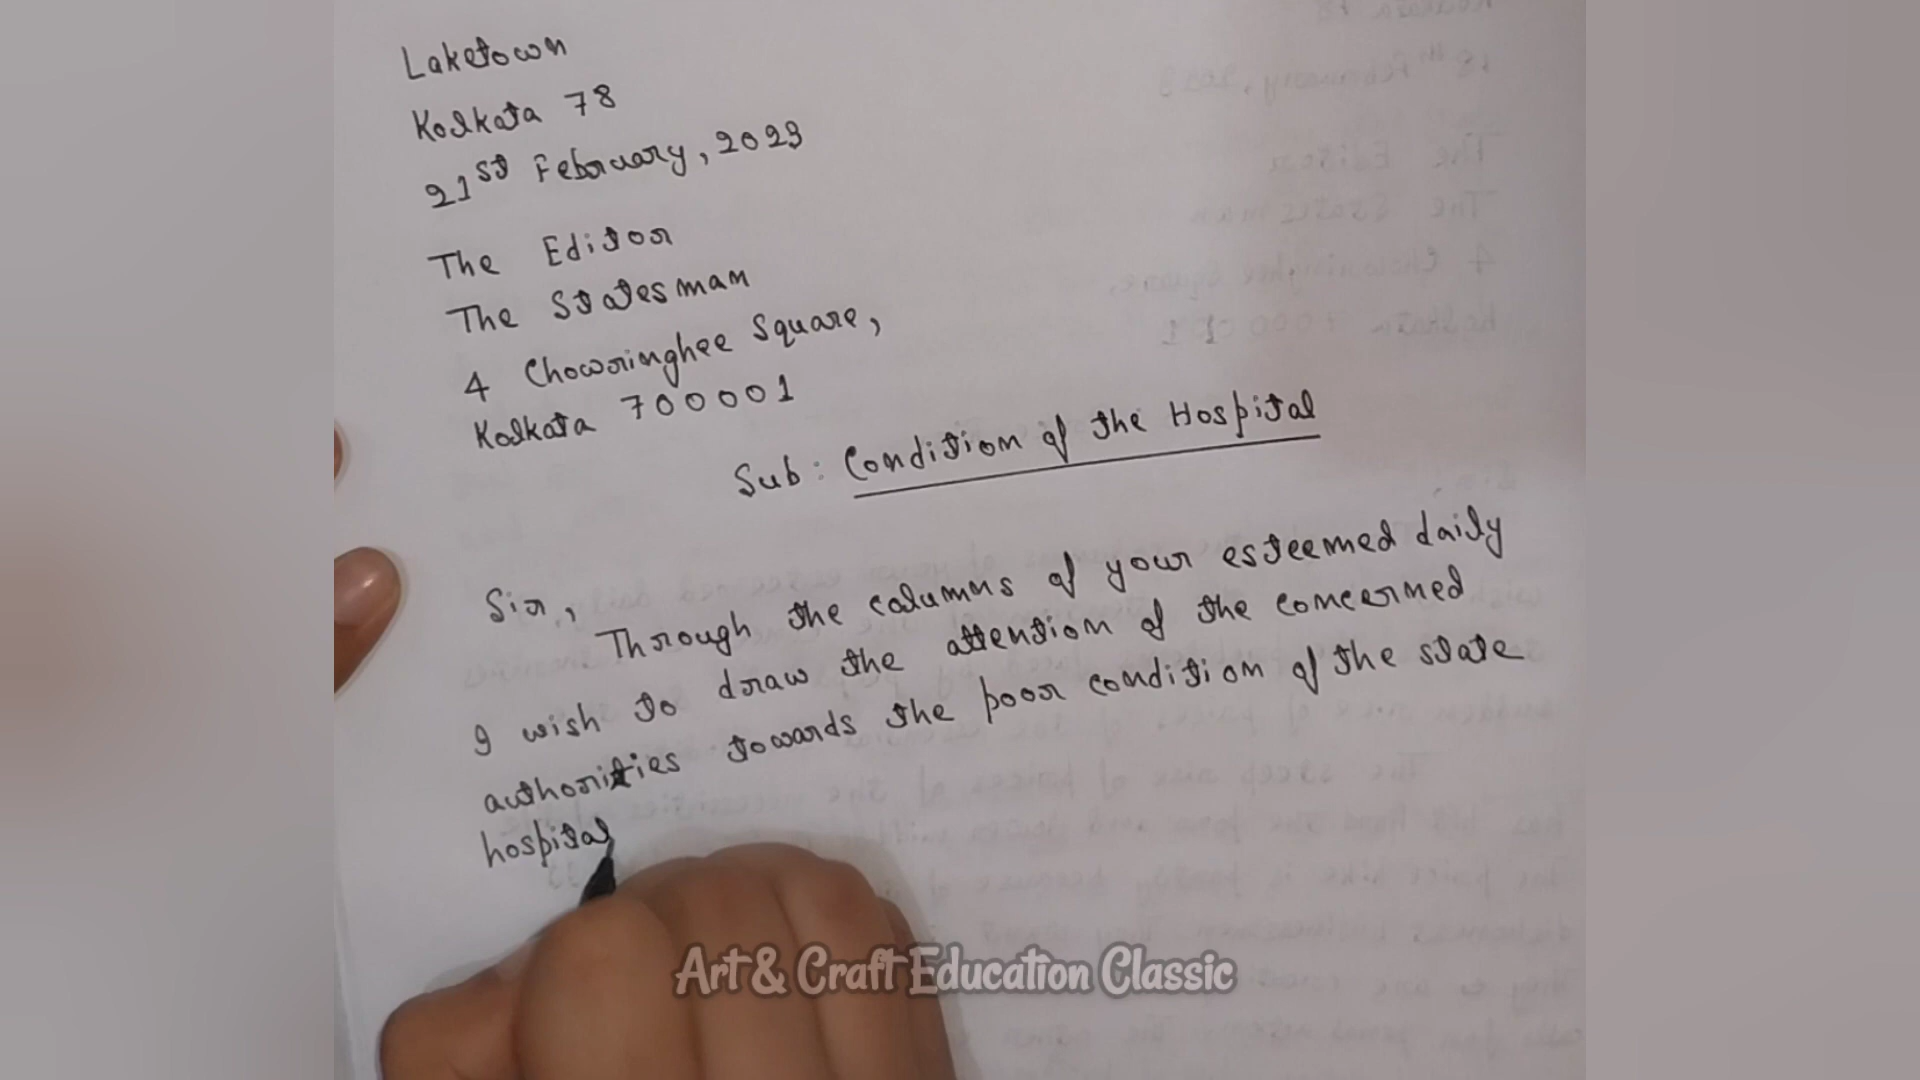 Laketown
Kolkata 78
21st February, 2023
The Editor
The Statesman
4 Chowringhee Square,
Kolkata 700001
Sub: Condition of the Hospital
Sir,
Through the columns of your esteemed daily
I wish to draw the attention of the concerned
authorities towards the poor condition of the state
hospital
Art & Craft Education Classic